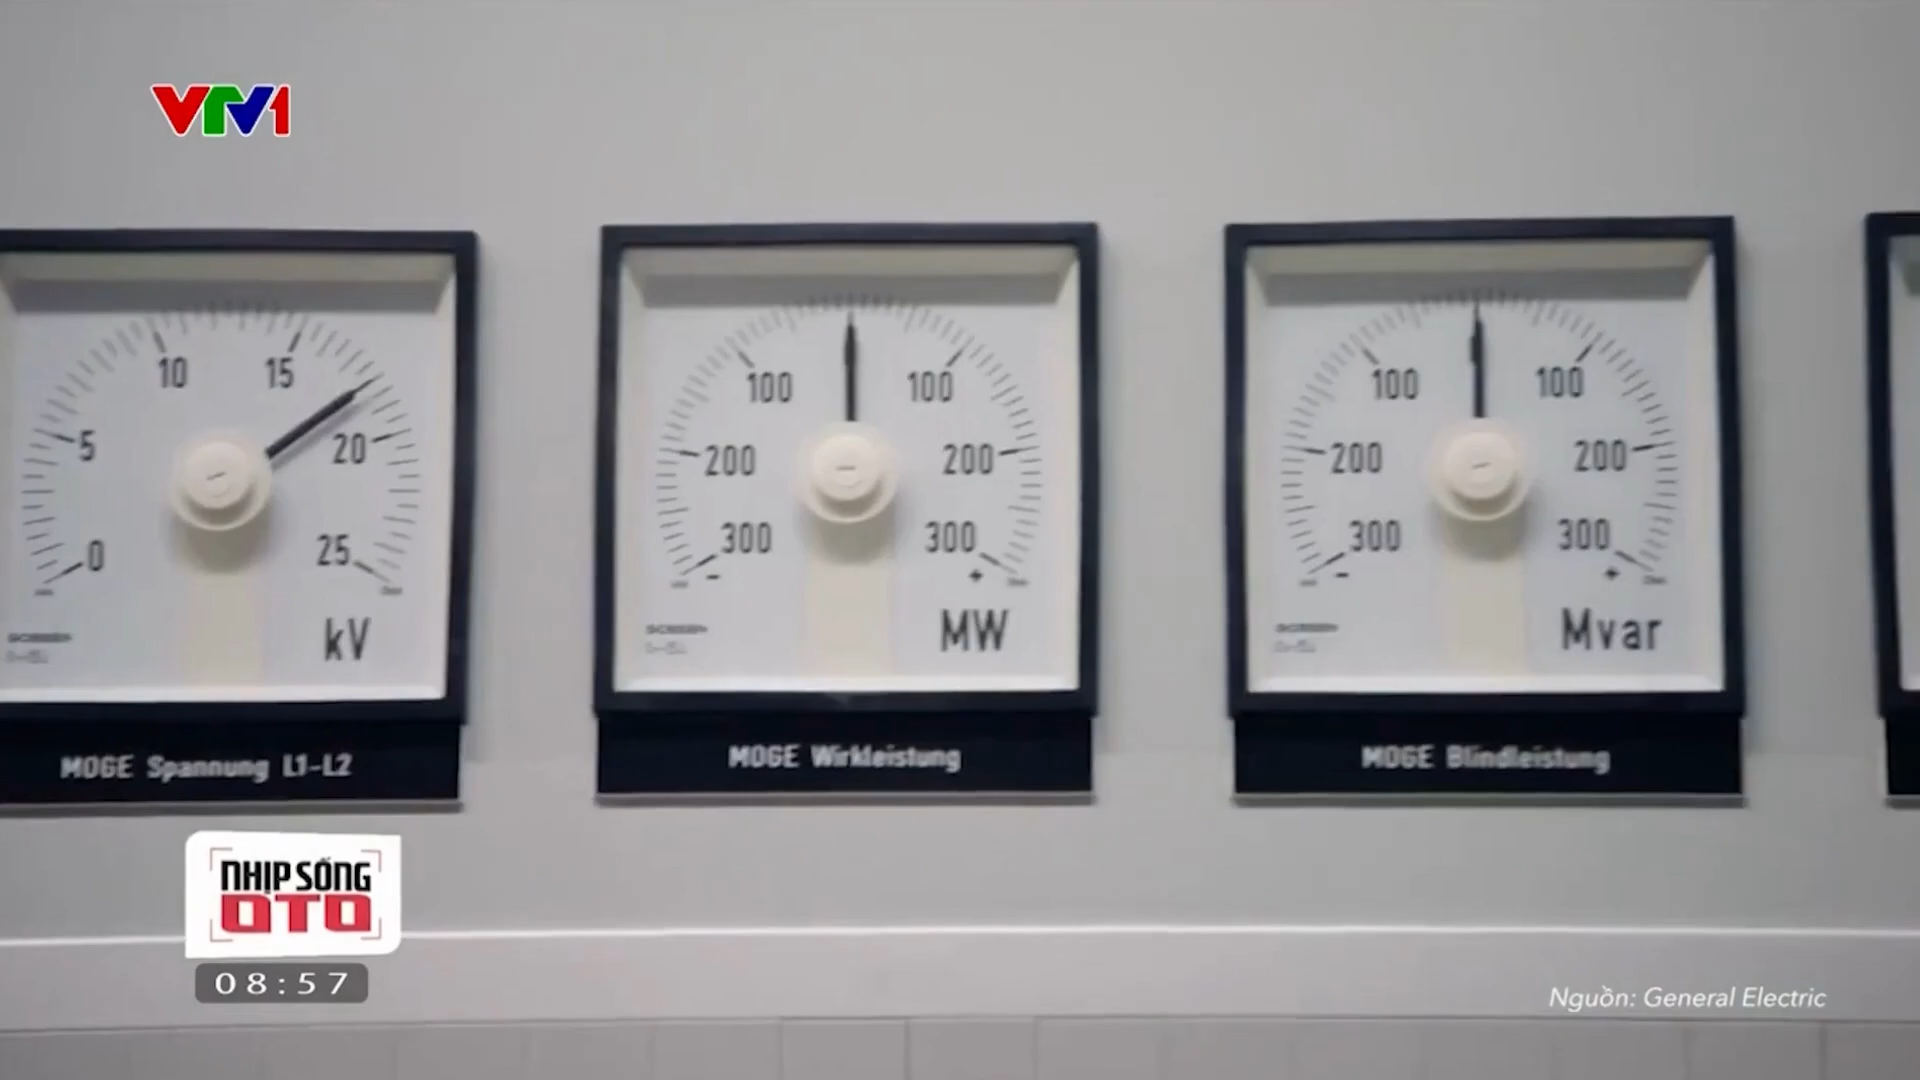 VTV1
10 15
5 20
0 25
kV
MOGE Spannung L1-L2
100 100
200 200
300 300
- +
MW
MOGE Wirkleistung
100 100
200 200
300 300
- +
Mvar
MOGE Blindleistung
NHỊP SỐNG
OTO
08:57
Nguồn: General Electric